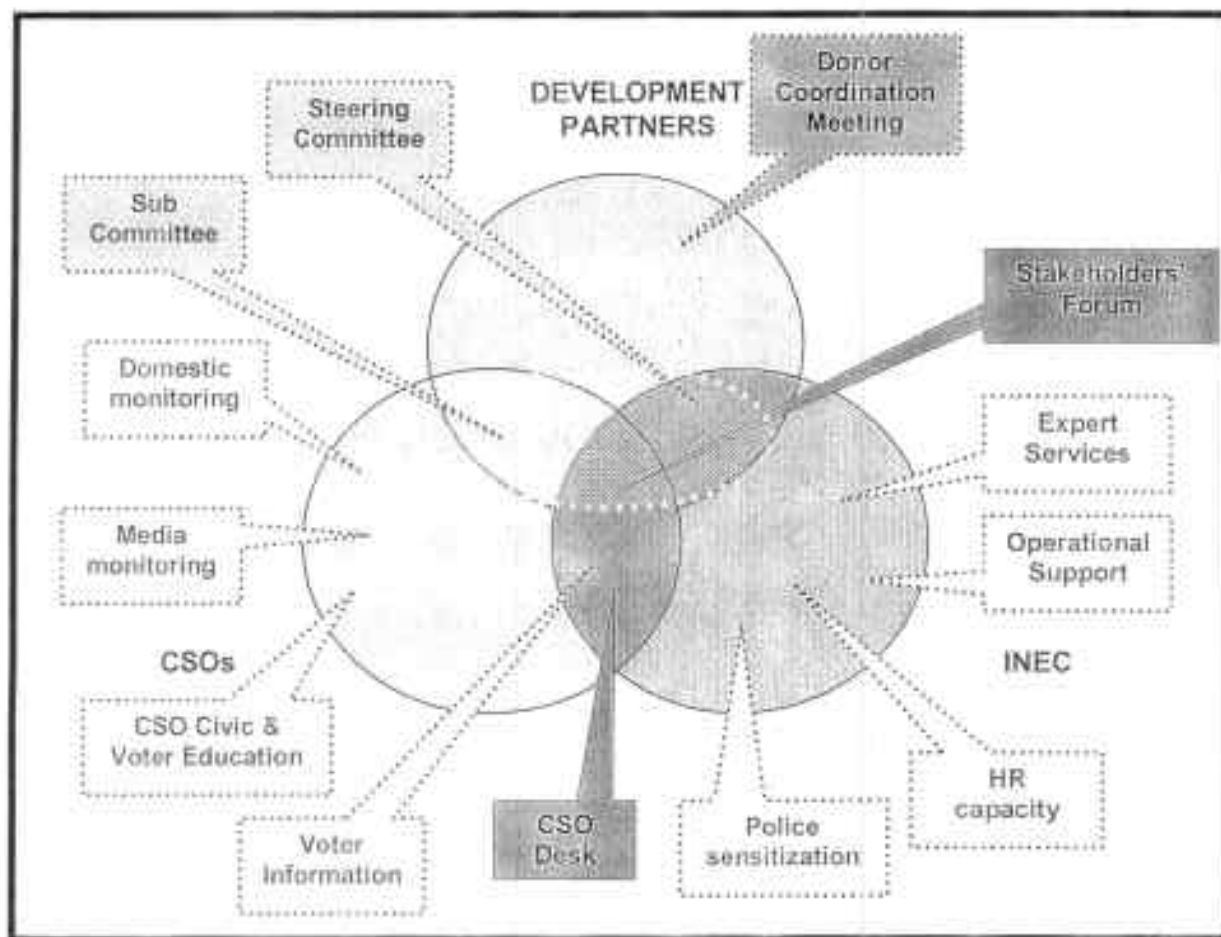 Donor
Coordination
Meeting
DEVELOPMENT
PARTNERS
Steering
Committee
Sub
Committee
Stakeholders'
Forum
Domestic
monitoring
Expert
Services
Media
monitoring
Operational
Support
CSOs
INEC
CSO Civic &
Voter Education
HR
capacity
CSO
Desk
Police
sensitization
Voter
Information